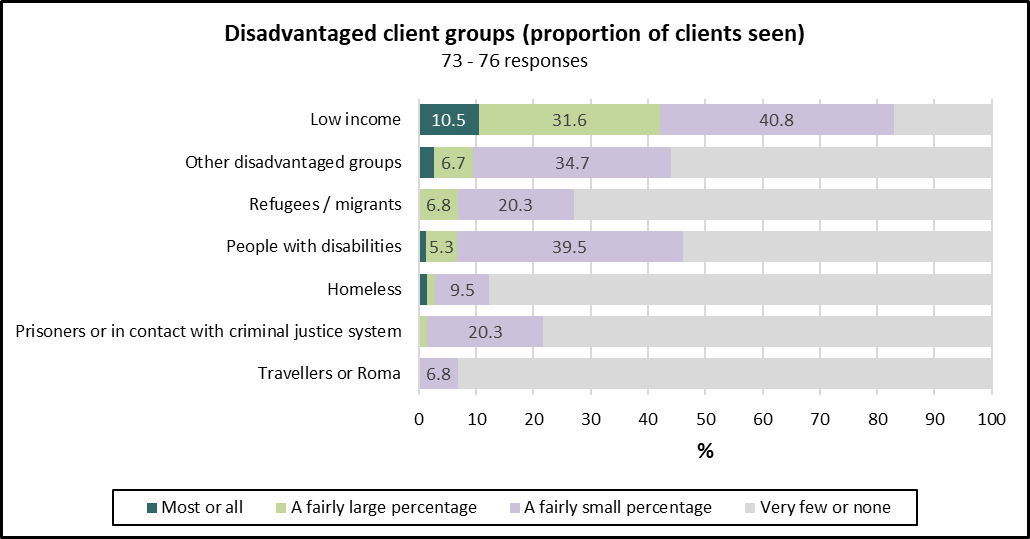 Disadvantaged client groups (proportion of clients seen)
73 - 76 responses
Low income 10.5 31.6 40.8
Other disadvantaged groups 6.7 34.7
Refugees / migrants 6.8 20.3
People with disabilities 5.3 39.5
Homeless 9.5
Prisoners or in contact with criminal justice system 20.3
Travellers or Roma 6.8
0 10 20 30 40 50 60 70 80 90 100
%
Most or all A fairly large percentage A fairly small percentage Very few or none